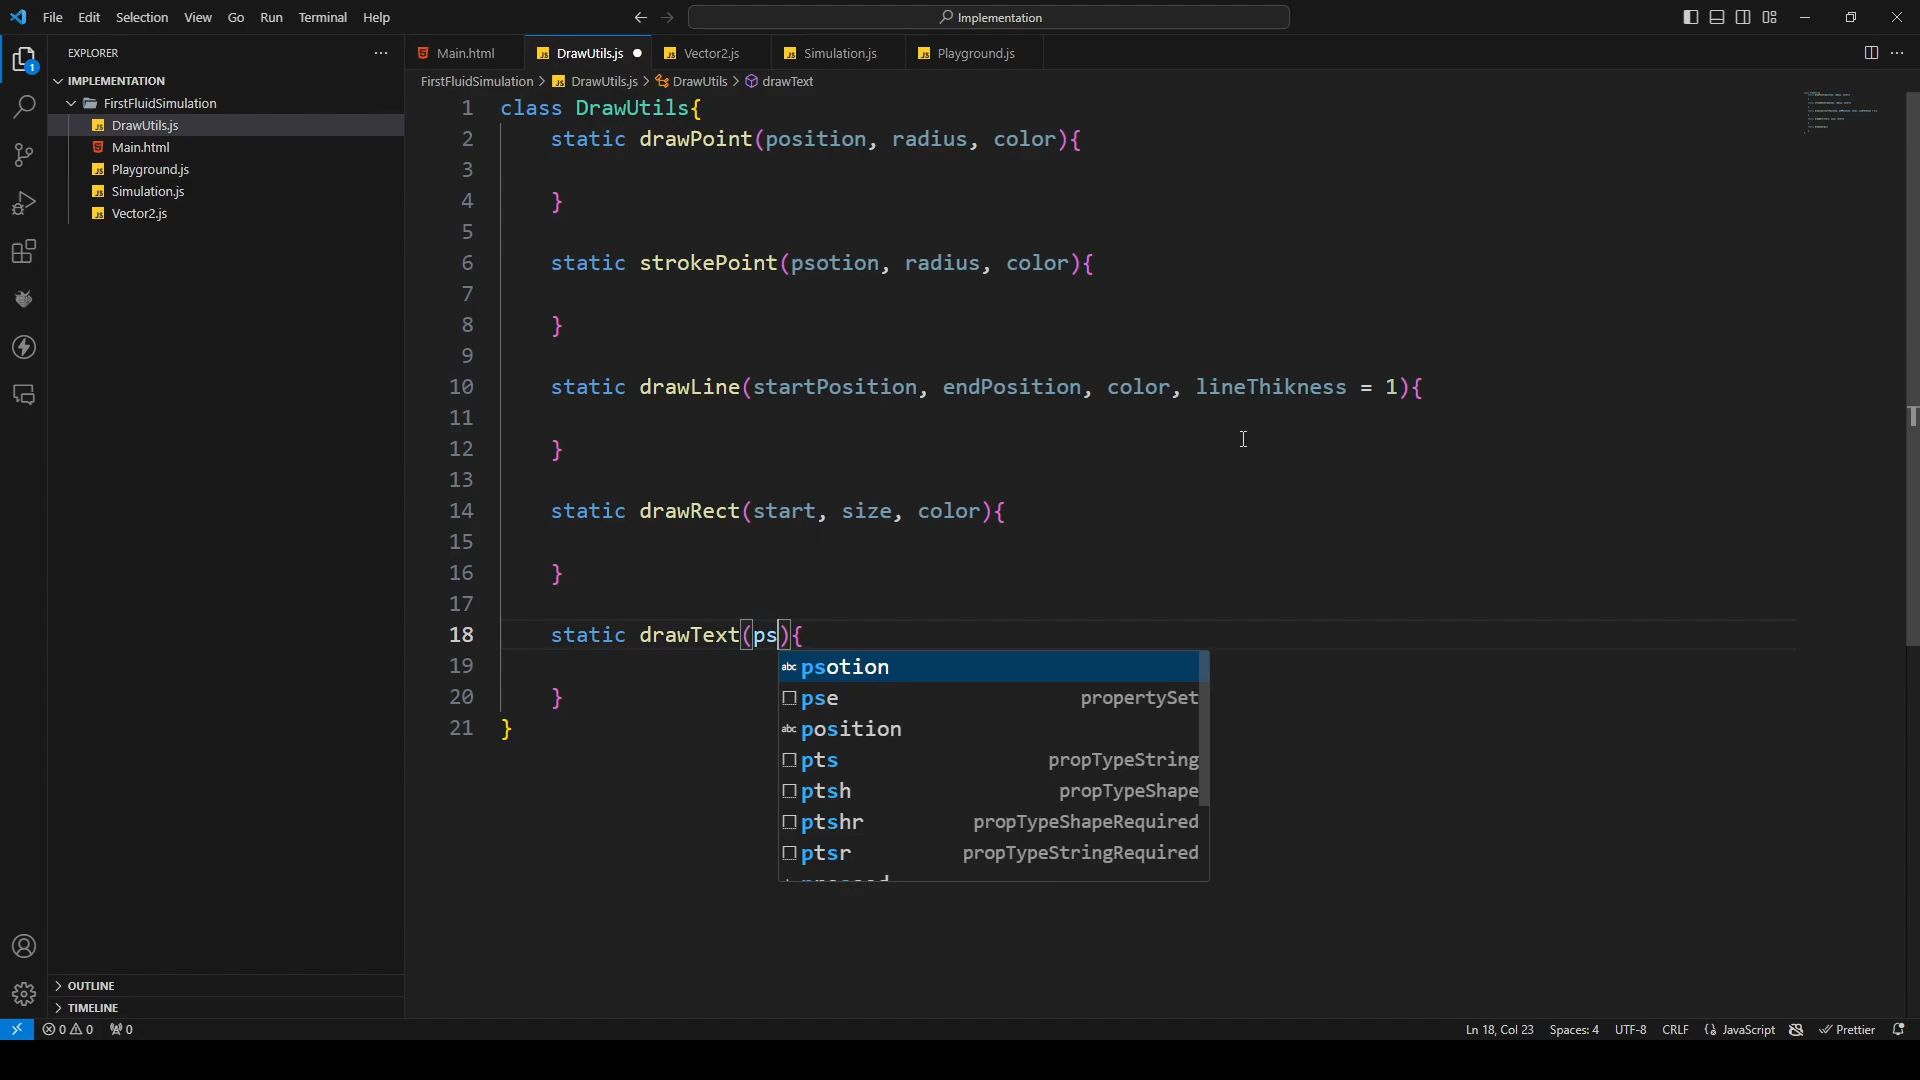 File Edit Selection View Go Run Terminal Help
Implementation
EXPLORER
Main.html
DrawUtils.js
Vector2.js
Simulation.js
Playground.js
IMPLEMENTATION
FirstFluidSimulation
DrawUtils.js
Main.html
Playground.js
Simulation.js
Vector2.js
1
FirstFluidSimulation > DrawUtils.js > DrawUtils > drawText
1 class DrawUtils{
2 static drawPoint(position, radius, color){
3
4 }
5
6 static strokePoint(psotion, radius, color){
7
8 }
9
10 static drawLine(startPosition, endPosition, color, lineThikness = 1){
11
12 }
13
14 static drawRect(start, size, color){
15
16 }
17
18 static drawText(ps){
19
20 }
21 }
abc psotion
pse propertySet
abc position
pts propTypeString
ptsh propTypeShape
ptshr propTypeShapeRequired
ptsr propTypeStringRequired
OUTLINE
TIMELINE
0 0 0
Ln 18, Col 23 Spaces: 4 UTF-8 CRLF {} JavaScript Prettier